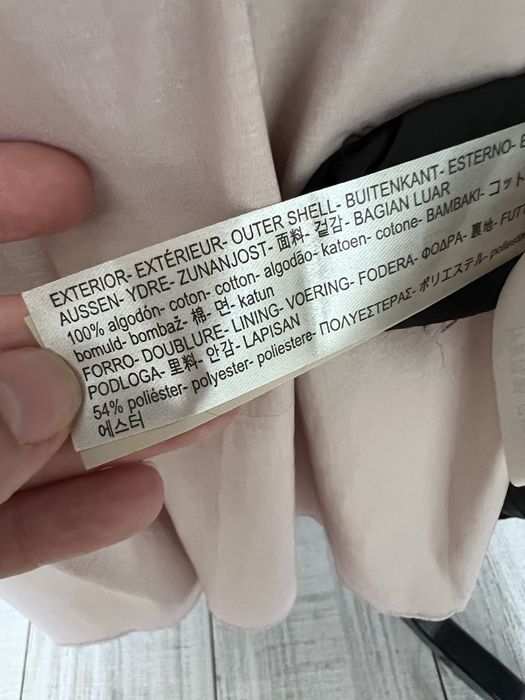 EXTERIOR- EXTÉRIEUR- OUTER SHELL- BUITENKANT- ESTERNO-
AUSSEN- YDRE- ZUNANJOST- 面料- 겉감- BAGIAN LUAR
100% algodón- coton- cotton- algodão- katoen- cotone- BAMBAKI- コット
bomuld- bombaž- 棉- 면- katun
FORRO- DOUBLURE- LINING- VOERING- FODERA- ΦΟΔΡΑ- 裏地- FUT
PODLOGA- 里料- 안감- LAPISAN
54% poliéster- polyester- poliestere- ΠΟΛΥΕΣΤΕΡΑΣ- ポリエステル-
에스터